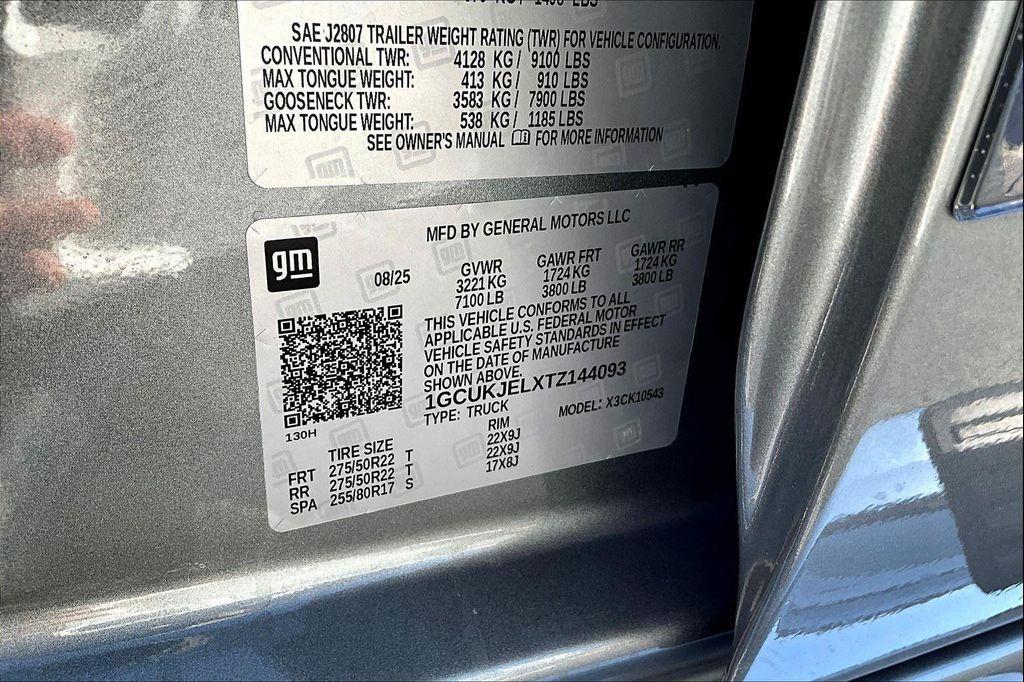 SAE J2807 TRAILER WEIGHT RATING (TWR) FOR VEHICLE CONFIGURATION.
CONVENTIONAL TWR: 4128 KG/ 9100 LBS
MAX TONGUE WEIGHT: 413 KG/ 910 LBS
GOOSENECK TWR: 3583 KG/ 7900 LBS
MAX TONGUE WEIGHT: 538 KG/ 1185 LBS
SEE OWNER'S MANUAL FOR MORE INFORMATION
gm
MFD BY GENERAL MOTORS LLC
08/25
GVWR GAWR FRT GAWR RR
3221 KG 1724 KG 1724 KG
7100 LB 3800 LB 3800 LB
THIS VEHICLE CONFORMS TO ALL
APPLICABLE U.S. FEDERAL MOTOR
VEHICLE SAFETY STANDARDS IN EFFECT
ON THE DATE OF MANUFACTURE
SHOWN ABOVE.
1GCUKJELXTZ144093
TYPE: TRUCK MODEL: X3CK10543
130H
TIRE SIZE RIM
FRT 275/50R22 T 22X9J
RR 275/50R22 T 22X9J
SPA 255/80R17 S 17X8J